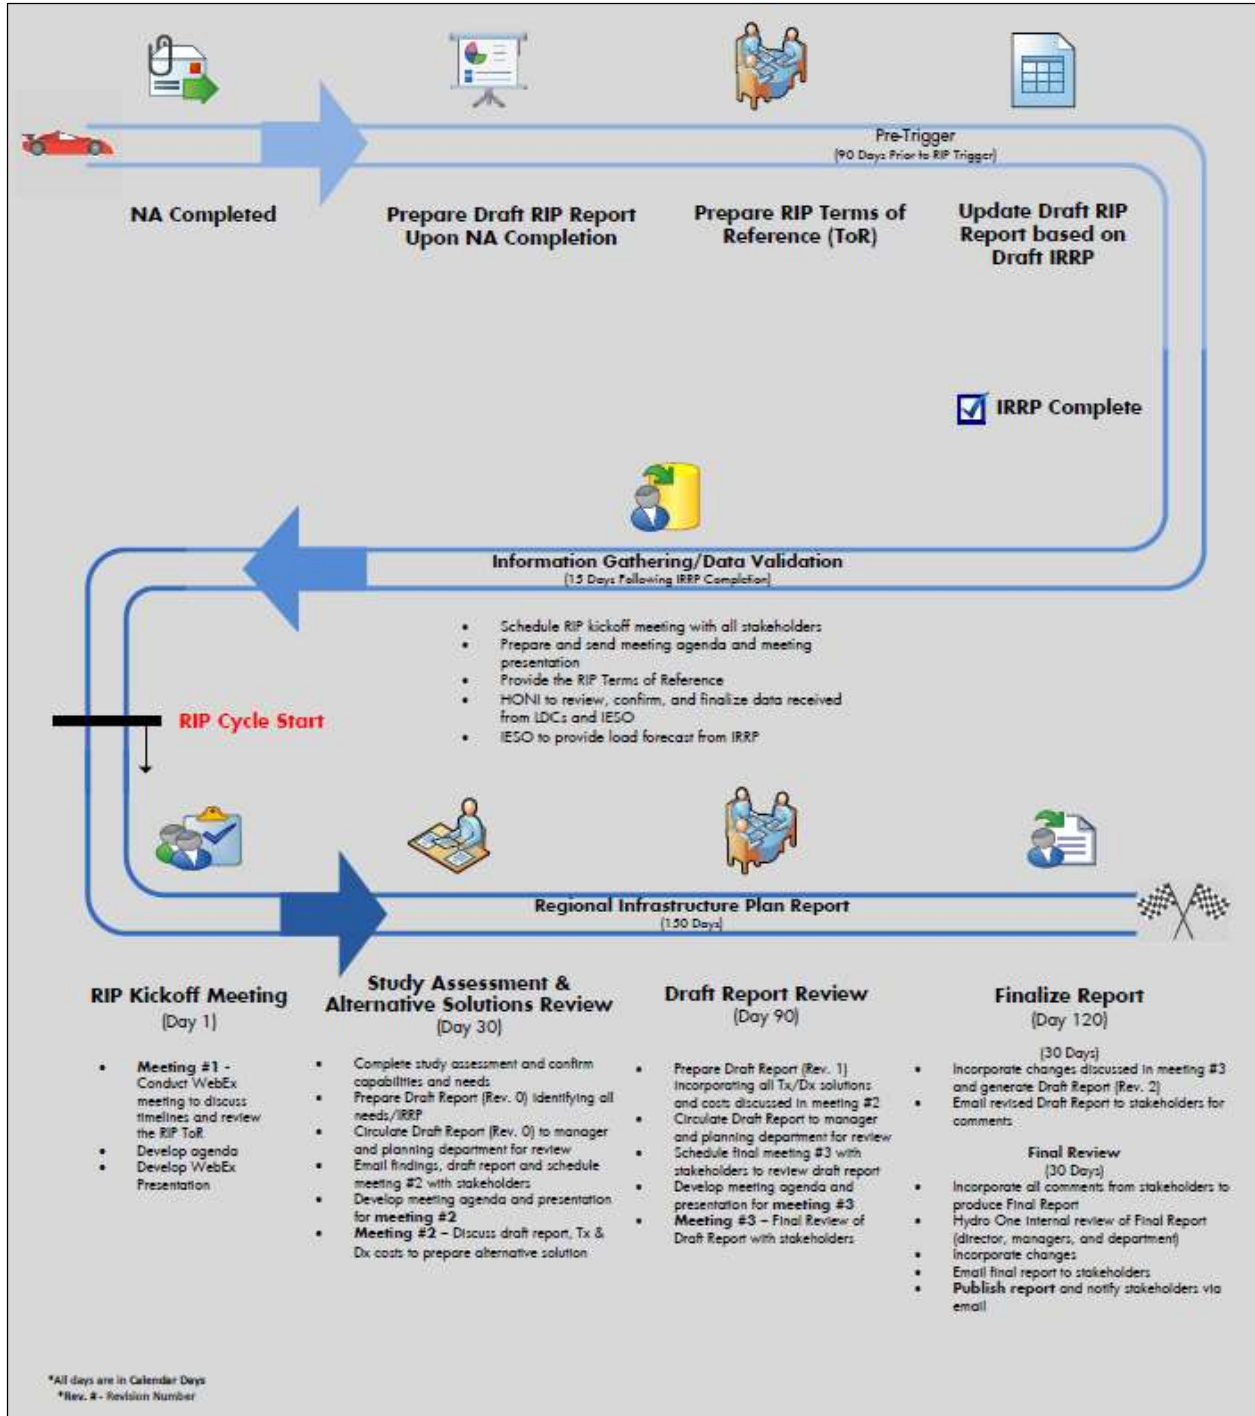 Pre-Trigger
(90 Days Prior to RIP Trigger)
NA Completed
Prepare Draft RIP Report
Upon NA Completion
Prepare RIP Terms of
Reference (ToR)
Update Draft RIP
Report based on
Draft IRRP
IRRP Complete
Information Gathering/Data Validation
(15 Days Following IRRP Completion)
• Schedule RIP kickoff meeting with all stakeholders
• Prepare and send meeting agenda and meeting
presentation
• Provide the RIP Terms of Reference
• HONI to review, confirm, and finalize data received
from LDCs and IESO
• IESO to provide load forecast from IRRP
RIP Cycle Start
Regional Infrastructure Plan Report
(150 Days)
RIP Kickoff Meeting
(Day 1)
• Meeting #1 -
Conduct WebEx
meeting to discuss
timelines and review
the RIP ToR
• Develop agenda
• Develop WebEx
Presentation
Study Assessment &
Alternative Solutions Review
(Day 30)
• Complete study assessment and confirm
capabilities and needs
• Prepare Draft Report (Rev. 0) identifying all
needs/IRRP
• Circulate Draft Report (Rev. 0) to manager
and planning department for review
• Email findings, draft report and schedule
meeting #2 with stakeholders
• Develop meeting agenda and presentation
for meeting #2
• Meeting #2 – Discuss draft report, Tx &
Dx costs to prepare alternative solution
Draft Report Review
(Day 90)
• Prepare Draft Report (Rev. 1)
incorporating all Tx/Dx solutions
and costs discussed in meeting #2
• Circulate Draft Report to manager
and planning department for review
• Schedule final meeting #3 with
stakeholders to review draft report
• Develop meeting agenda and
presentation for meeting #3
• Meeting #3 – Final Review of
Draft Report with stakeholders
Finalize Report
(Day 120)
(30 Days)
• Incorporate changes discussed in meeting #3
and generate Draft Report (Rev. 2)
• Email revised Draft Report to stakeholders for
comments
Final Review
(30 Days)
• Incorporate all comments from stakeholders to
produce Final Report
• Hydro One internal review of Final Report
(director, managers, and department)
• Incorporate changes
• Email final report to stakeholders
• Publish report and notify stakeholders via
email
*All days are in Calendar Days
*Rev. # - Revision Number